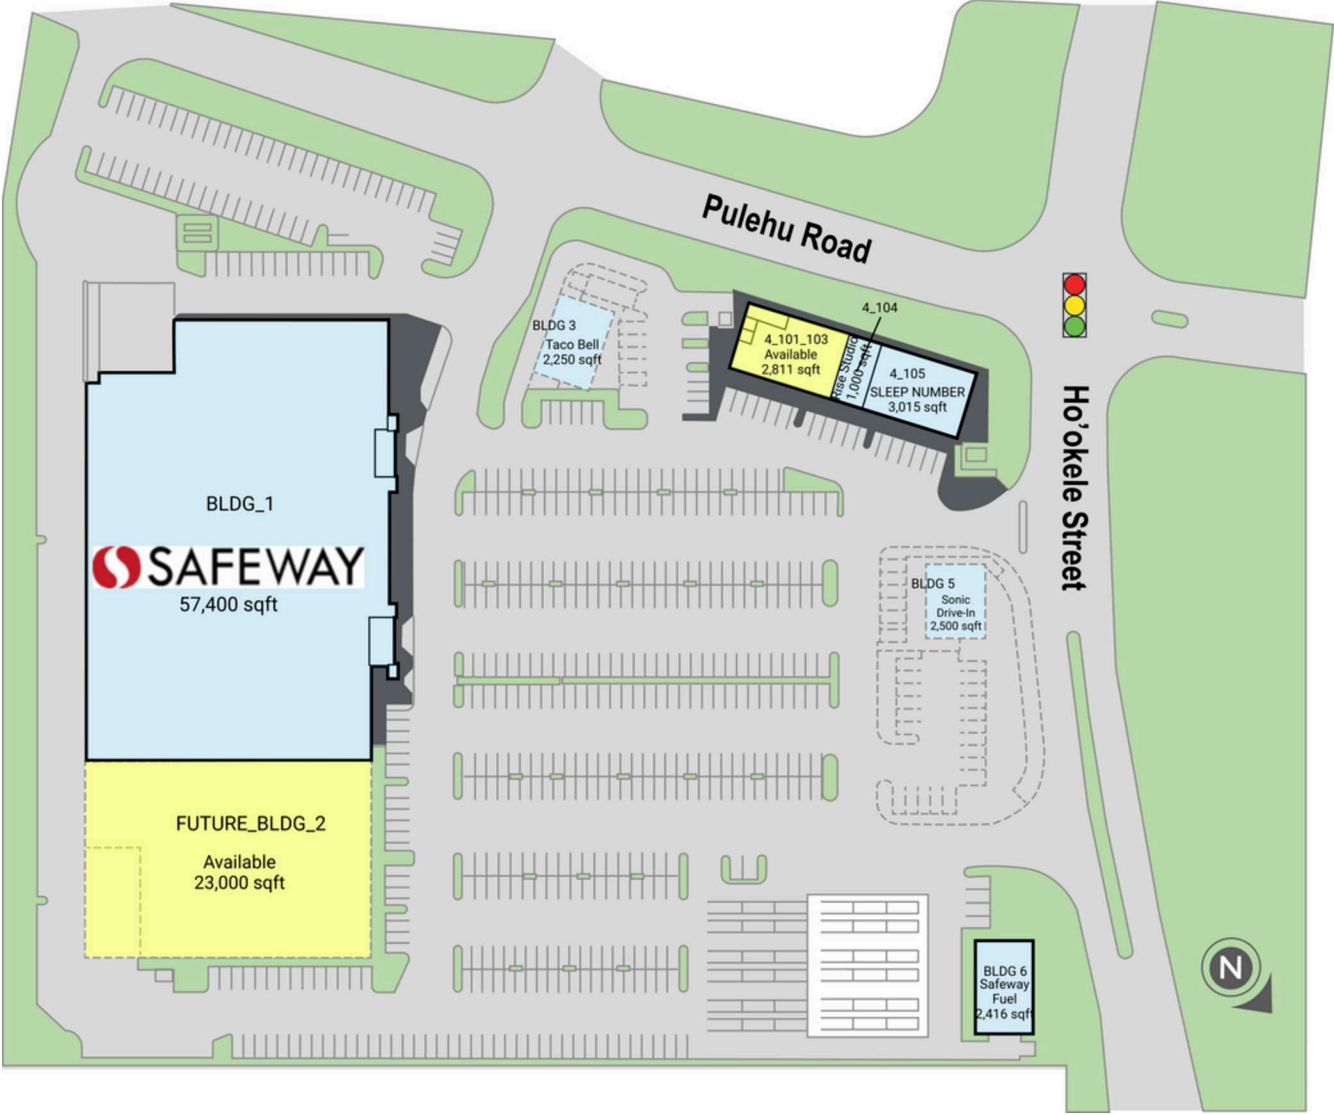 Pulehu Road
Ho'okele Street
BLDG 3
Taco Bell
2,250 sqft
4_101_103
Available
2,811 sqft
Rise Studio
1,000 sqft
4_104
4_105
SLEEP NUMBER
3,015 sqft
BLDG_1
SAFEWAY
57,400 sqft
BLDG 5
Sonic
Drive-In
2,500 sqft
FUTURE_BLDG_2
Available
23,000 sqft
BLDG 6
Safeway
Fuel
2,416 sqft
N